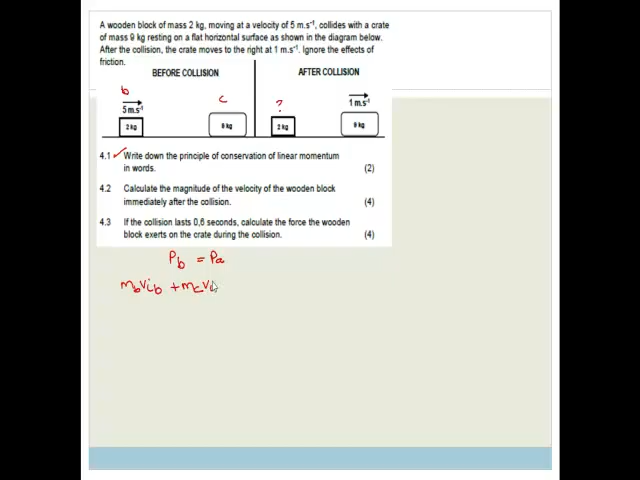 A wooden block of mass 2 kg, moving at a velocity of 5 m.s⁻¹, collides with a crate
of mass 9 kg resting on a flat horizontal surface as shown in the diagram below.
After the collision, the crate moves to the right at 1 m.s⁻¹. Ignore the effects of
friction.
BEFORE COLLISION
AFTER COLLISION
b
c
?
5 m.s⁻¹
1 m.s⁻¹
2 kg
9 kg
2 kg
9 kg
4.1 Write down the principle of conservation of linear momentum
in words. (2)
4.2 Calculate the magnitude of the velocity of the wooden block
immediately after the collision. (4)
4.3 If the collision lasts 0,6 seconds, calculate the force the wooden
block exerts on the crate during the collision. (4)
P_b = P_a
m_b v_i_b + m_c v_i